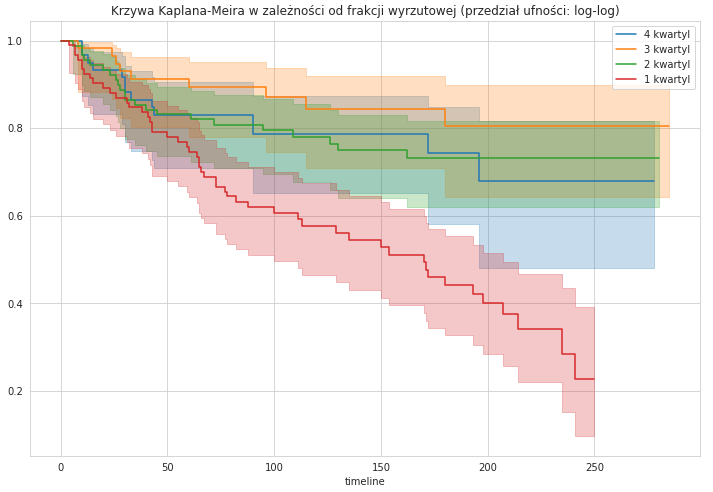 Krzywa Kaplana-Meira w zależności od frakcji wyrzutowej (przedział ufności: log-log)
4 kwartyl
3 kwartyl
2 kwartyl
1 kwartyl
1.0
0.8
0.6
0.4
0.2
0 50 100 150 200 250
timeline